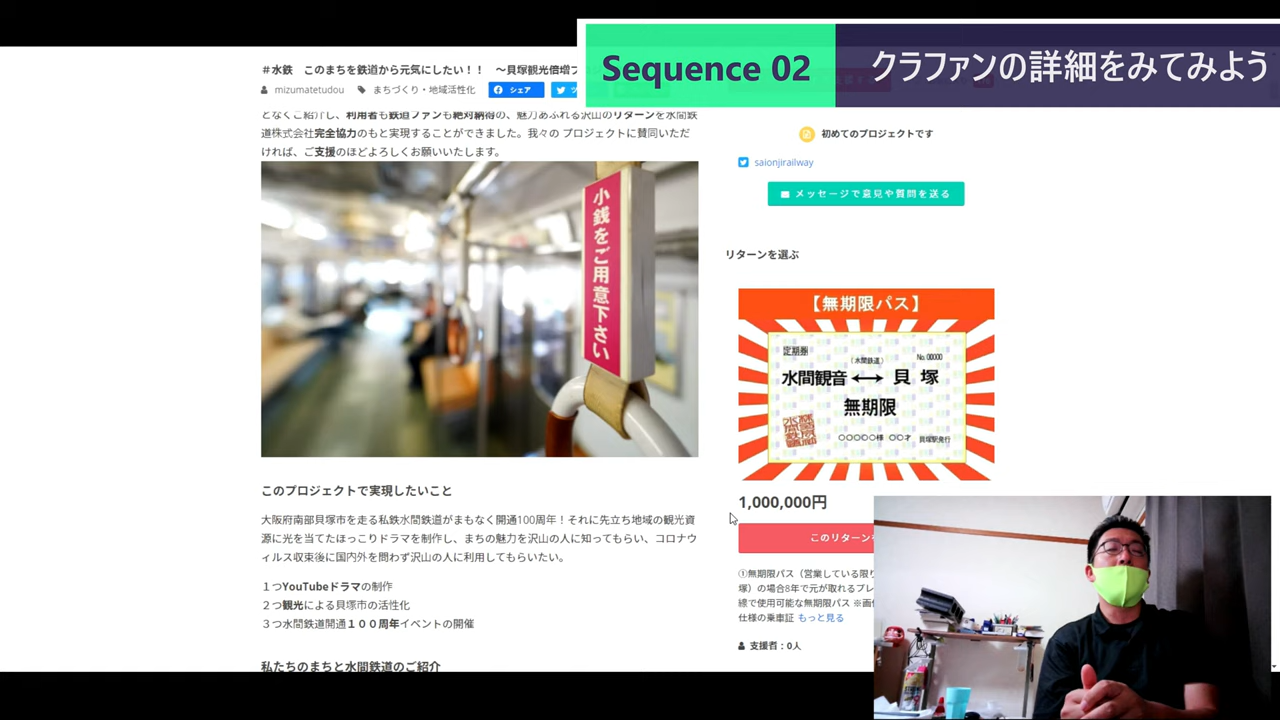 Sequence 02
クラファンの詳細をみてみよう
#水鉄 このまちを鉄道から元気にしたい!! ~貝塚観光倍増プ
mizumatetudou まちづくり・地域活性化 シェア
となくご紹介し、利用者も鉄道ファンも絶対納得の、魅力あふれる沢山のリターンを水間鉄
道株式会社完全協力のもと実現することができました。我々の プロジェクトに賛同いただ
ければ、ご支援のほどよろしくお願いいたします。
小銭をご用意下さい
このプロジェクトで実現したいこと
大阪府南部貝塚市を走る私鉄水間鉄道がまもなく開通100周年!それに先立ち地域の観光資
源に光を当てたほっこりドラマを制作し、まちの魅力を沢山の人に知ってもらい、コロナウ
ィルス収束後に国内外を問わず沢山の人に利用してもらいたい。
1つYouTubeドラマの制作
2つ観光による貝塚市の活性化
3つ水間鉄道開通100周年イベントの開催
私たちのまちと水間鉄道のご紹介
初めてのプロジェクトです
saionjirailway
メッセージで意見や質問を送る
リターンを選ぶ
【無期限パス】
定期券
(水間鉄道)
No. 00000
水間観音 ⟷ 貝塚
無期限
○○○○○様 ○○才 貝塚駅発行
1,000,000円
このリターンを
①無期限パス(営業している限り
塚)の場合8年で元が取れるプレ
線で使用可能な無期限パス ※画像
仕様の乗車証 もっと見る
支援者:0人